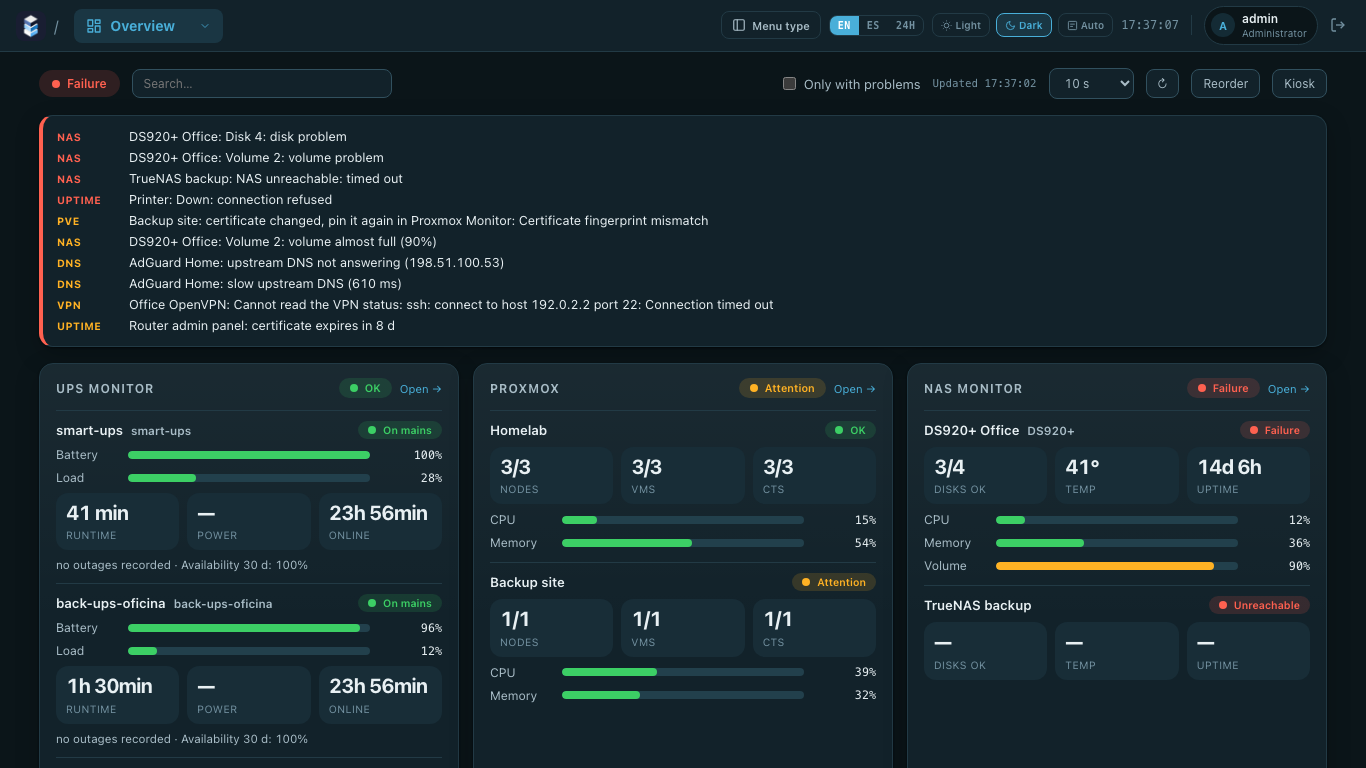 / Overview Menu type EN ES 24H Light Dark Auto 17:37:07 A admin Administrator
Failure Search... Only with problems Updated 17:37:02 10 s Reorder Kiosk
NAS DS920+ Office: Disk 4: disk problem
NAS DS920+ Office: Volume 2: volume problem
NAS TrueNAS backup: NAS unreachable: timed out
UPTIME Printer: Down: connection refused
PVE Backup site: certificate changed, pin it again in Proxmox Monitor: Certificate fingerprint mismatch
NAS DS920+ Office: Volume 2: volume almost full (90%)
DNS AdGuard Home: upstream DNS not answering (198.51.100.53)
DNS AdGuard Home: slow upstream DNS (610 ms)
VPN Office OpenVPN: Cannot read the VPN status: ssh: connect to host 192.0.2.2 port 22: Connection timed out
UPTIME Router admin panel: certificate expires in 8 d
UPS MONITOR OK Open →
smart-ups smart-ups On mains
Battery 100%
Load 28%
41 min — 23h 56min
RUNTIME POWER ONLINE
no outages recorded · Availability 30 d: 100%
back-ups-oficina back-ups-oficina On mains
Battery 96%
Load 12%
1h 30min — 23h 56min
RUNTIME POWER ONLINE
no outages recorded · Availability 30 d: 100%
PROXMOX Attention Open →
Homelab OK
3/3 3/3 3/3
NODES VMS CTS
CPU 15%
Memory 54%
Backup site Attention
1/1 1/1 1/1
NODES VMS CTS
CPU 39%
Memory 32%
NAS MONITOR Failure Open →
DS920+ Office DS920+ Failure
3/4 41° 14d 6h
DISKS OK TEMP UPTIME
CPU 12%
Memory 36%
Volume 90%
TrueNAS backup Unreachable
— — —
DISKS OK TEMP UPTIME